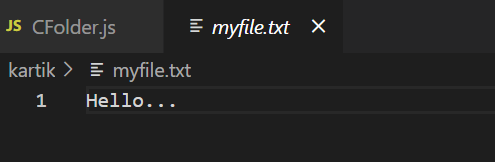 JS CFolder.js myfile.txt
kartik > myfile.txt
1 Hello...